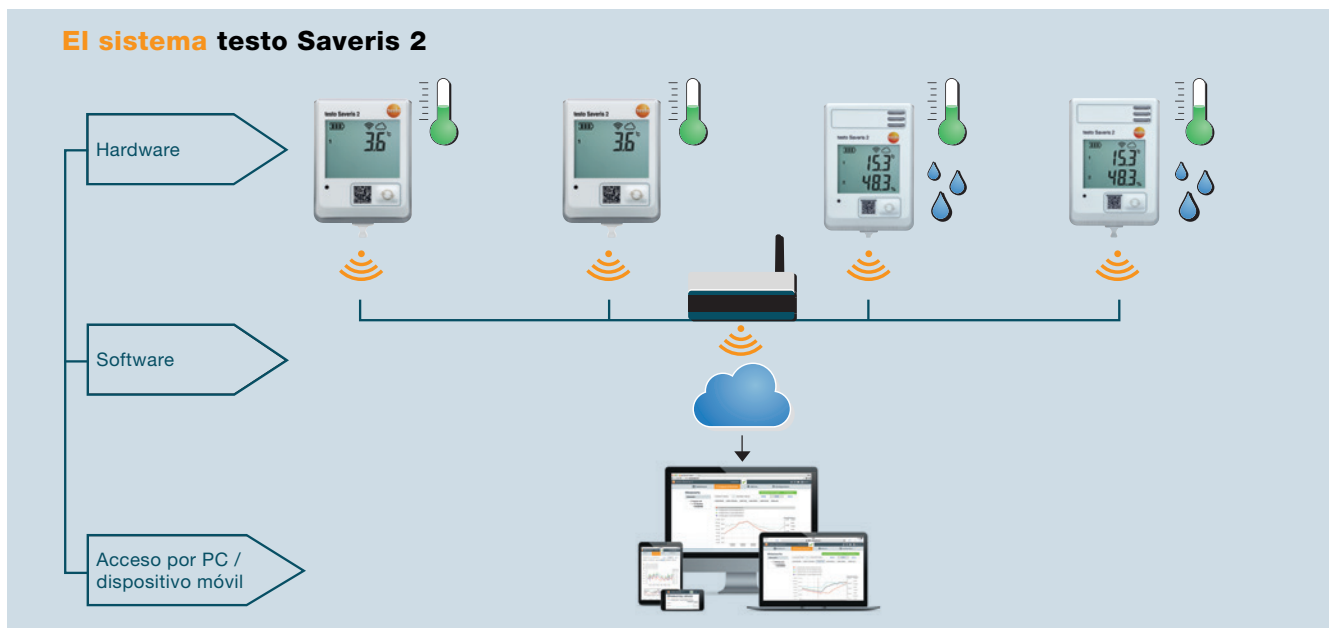 El sistema testo Saveris 2
Hardware
testo Saveris 2
3.6 °C
testo Saveris 2
3.6 °C
testo Saveris 2
15.3 °C
48.3 %
testo Saveris 2
15.3 °C
48.3 %
Software
Acceso por PC /
dispositivo móvil